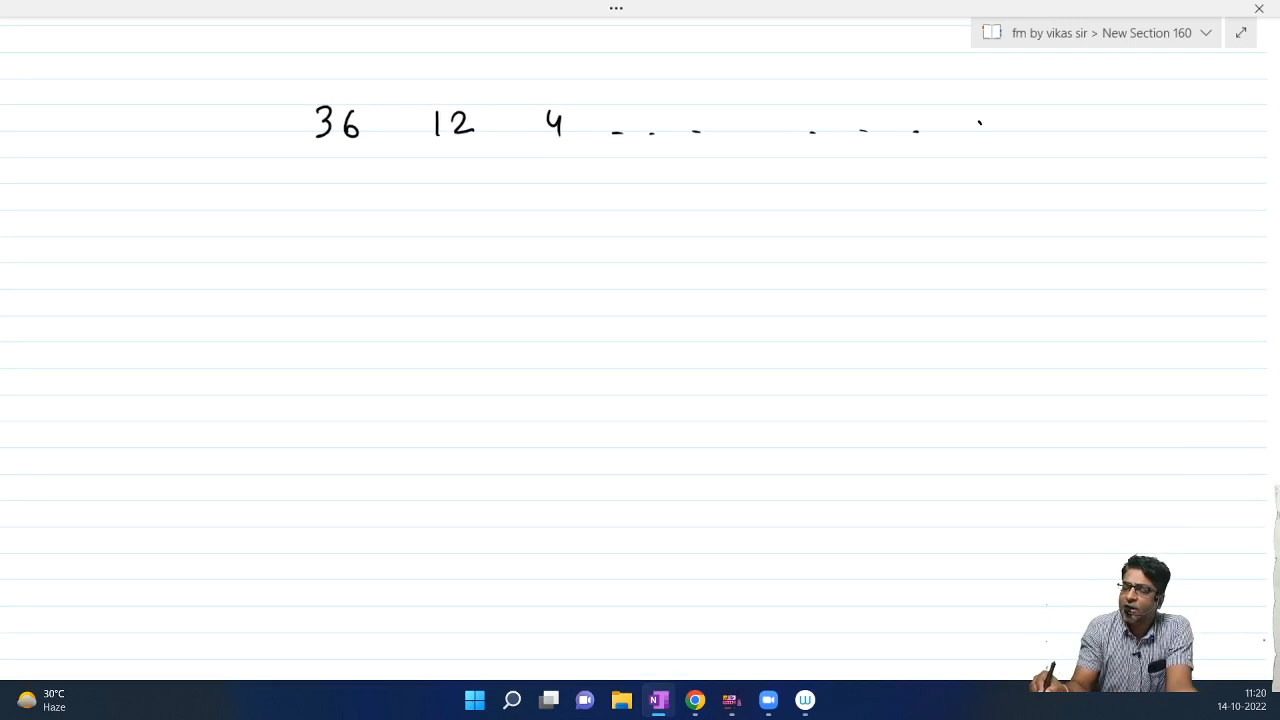 fm by vikas sir > New Section 160
36 12 4 - - - - - -
30°C
Haze
11:20
14-10-2022